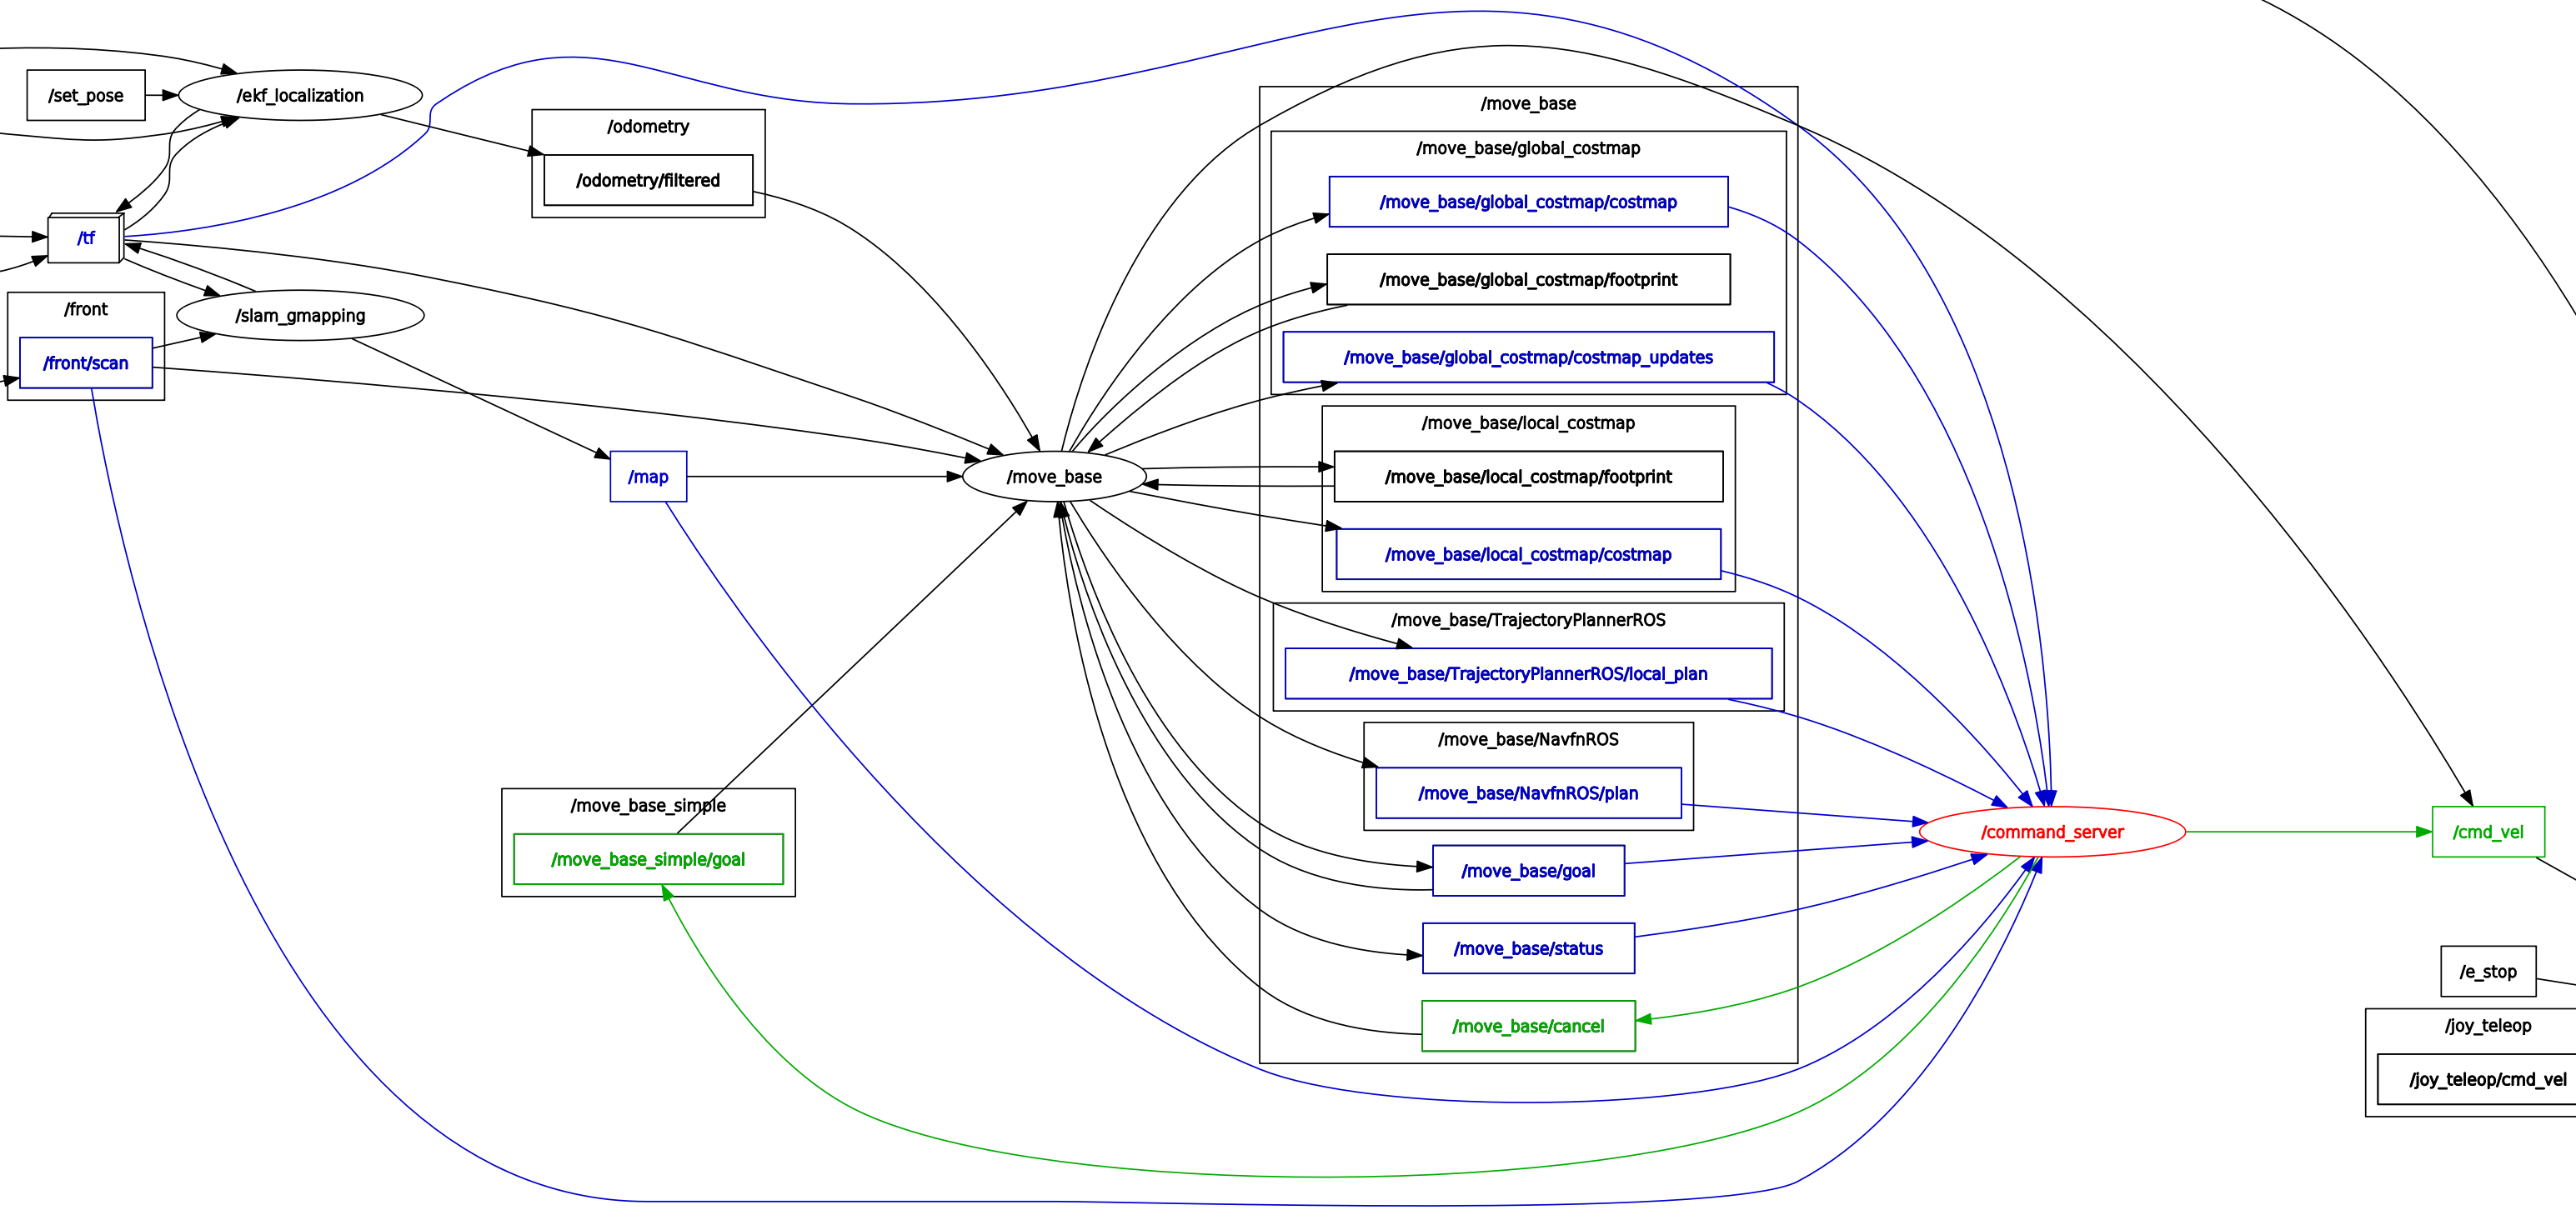 /set_pose
/ekf_localization
/odometry
/odometry/filtered
/tf
/front
/front/scan
/slam_gmapping
/map
/move_base_simple
/move_base_simple/goal
/move_base
/move_base
/move_base/global_costmap
/move_base/global_costmap/costmap
/move_base/global_costmap/footprint
/move_base/global_costmap/costmap_updates
/move_base/local_costmap
/move_base/local_costmap/footprint
/move_base/local_costmap/costmap
/move_base/TrajectoryPlannerROS
/move_base/TrajectoryPlannerROS/local_plan
/move_base/NavfnROS
/move_base/NavfnROS/plan
/move_base/goal
/move_base/status
/move_base/cancel
/command_server
/cmd_vel
/e_stop
/joy_teleop
/joy_teleop/cmd_vel